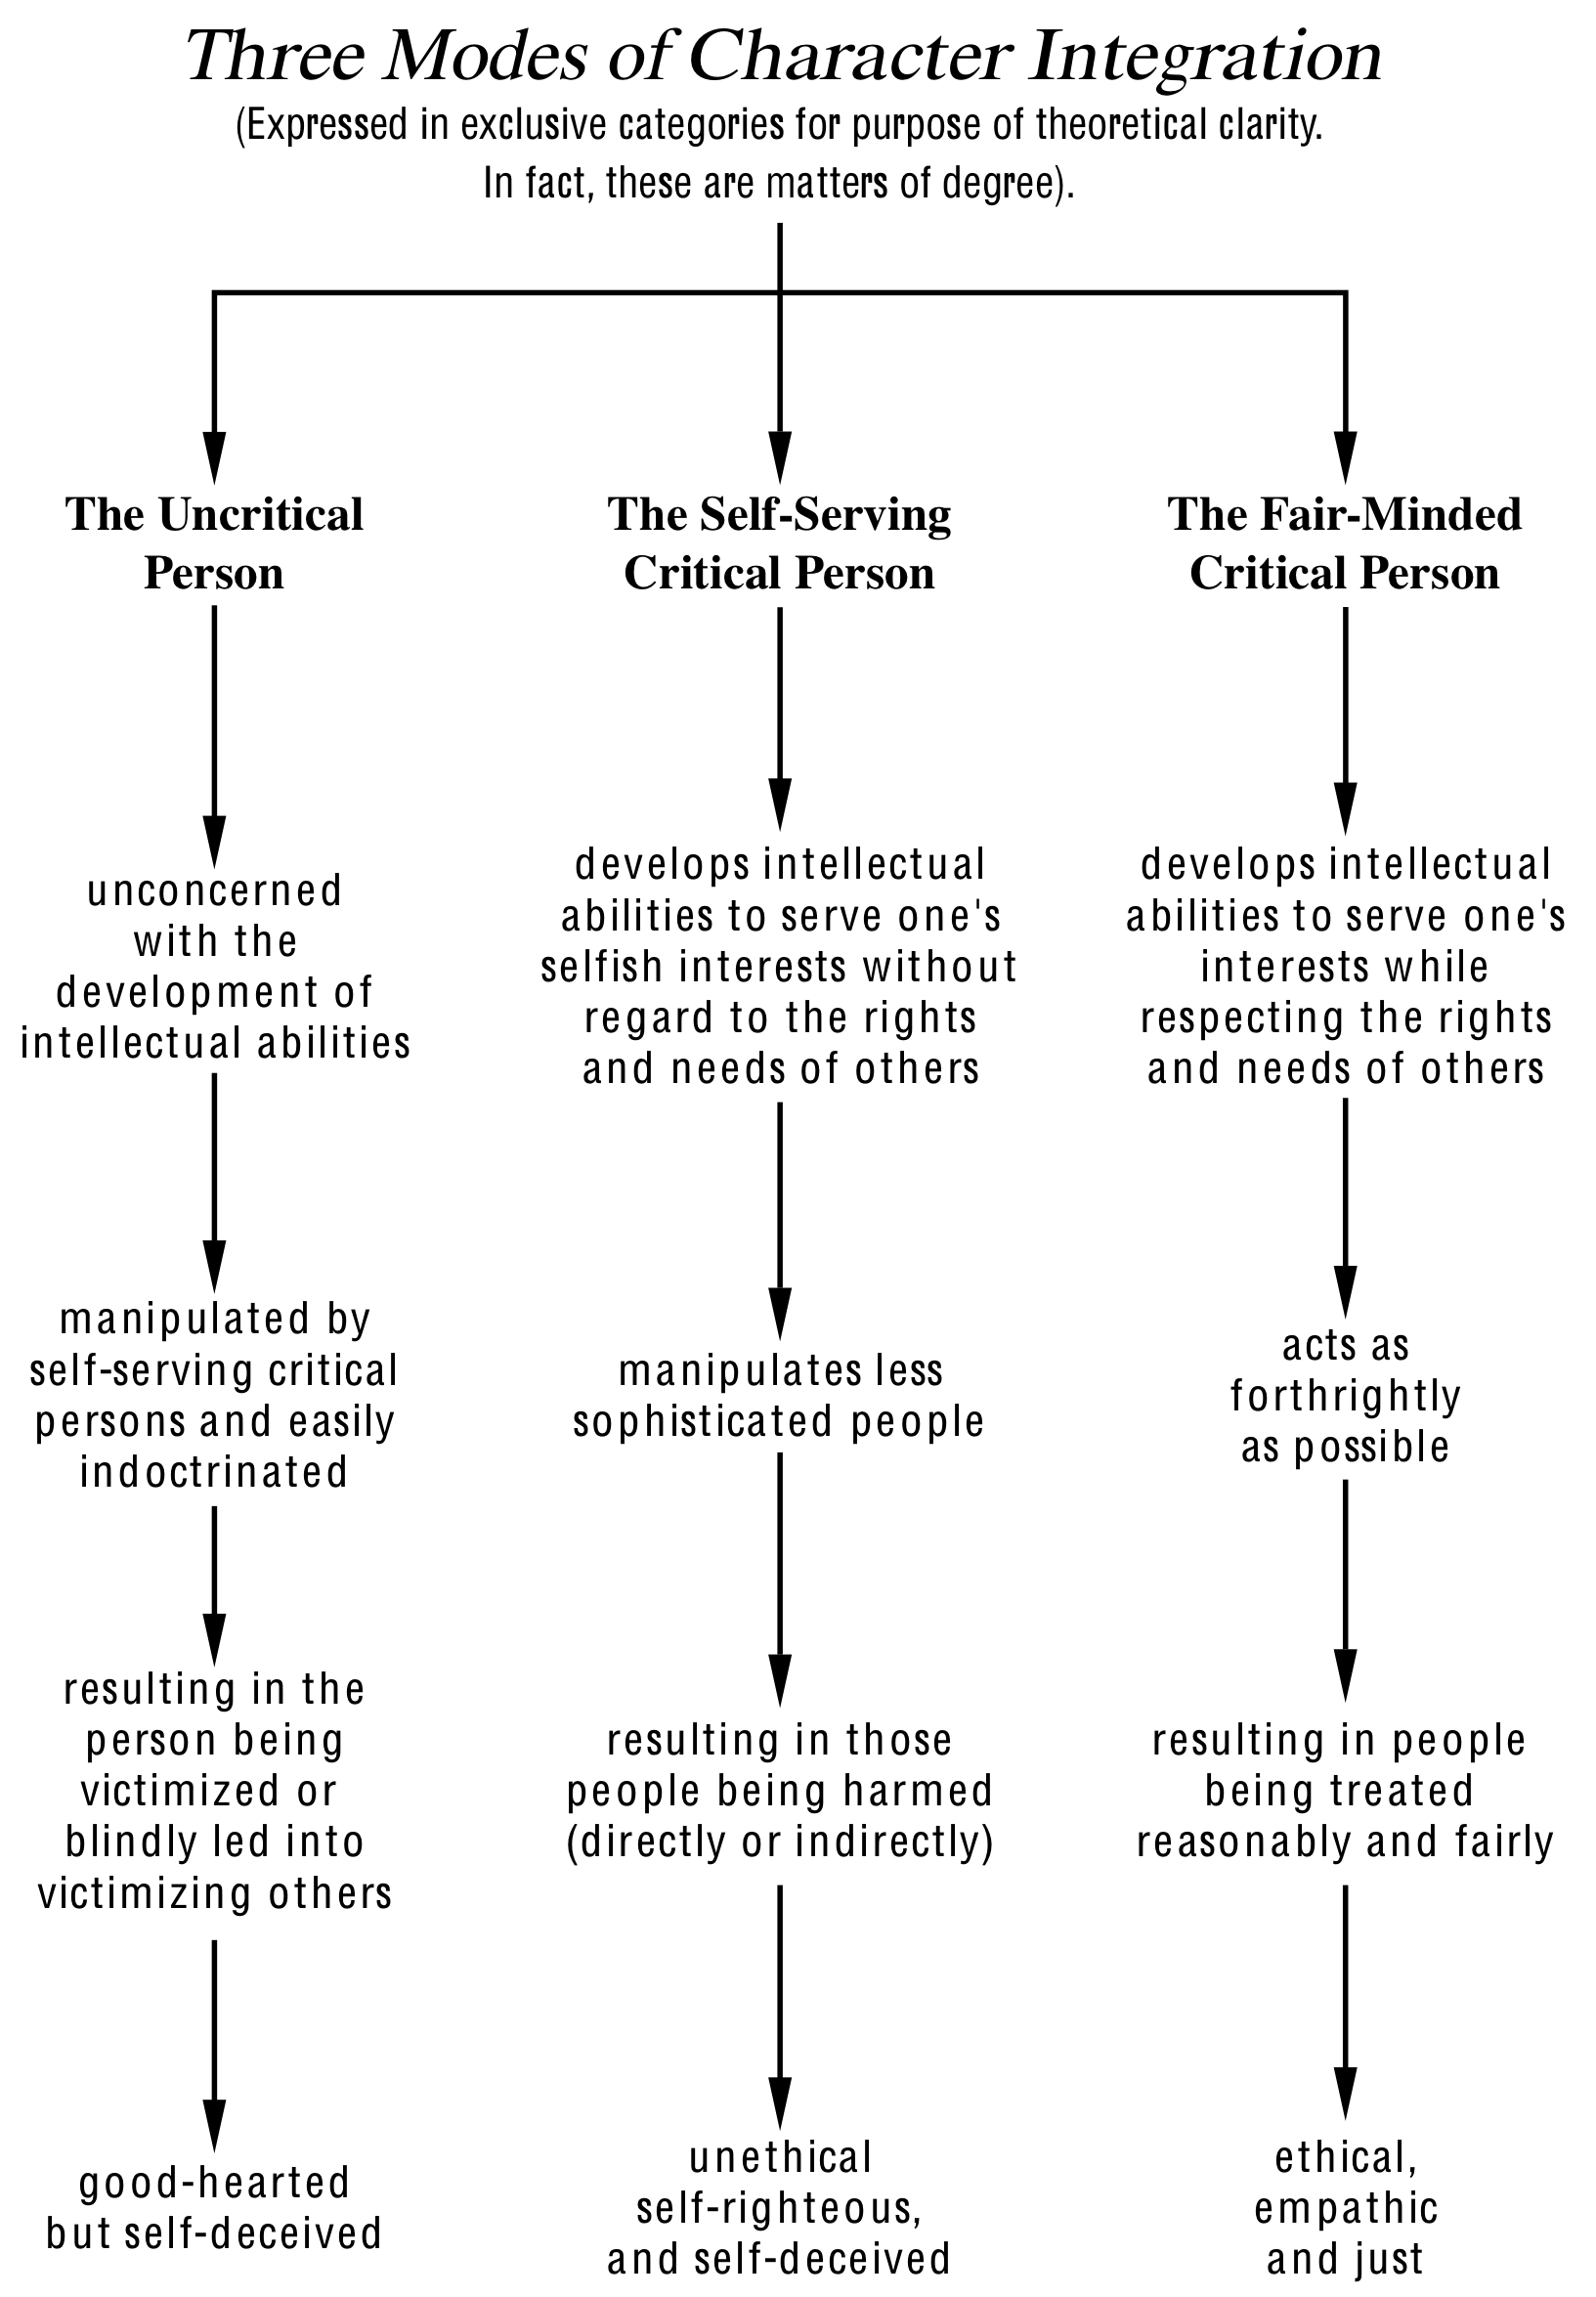 Three Modes of Character Integration
(Expressed in exclusive categories for purpose of theoretical clarity.
In fact, these are matters of degree).
The Uncritical
Person
unconcerned
with the
development of
intellectual abilities
manipulated by
self-serving critical
persons and easily
indoctrinated
resulting in the
person being
victimized or
blindly led into
victimizing others
good-hearted
but self-deceived
The Self-Serving
Critical Person
develops intellectual
abilities to serve one's
selfish interests without
regard to the rights
and needs of others
manipulates less
sophisticated people
resulting in those
people being harmed
(directly or indirectly)
unethical
self-righteous,
and self-deceived
The Fair-Minded
Critical Person
develops intellectual
abilities to serve one's
interests while
respecting the rights
and needs of others
acts as
forthrightly
as possible
resulting in people
being treated
reasonably and fairly
ethical,
empathic
and just